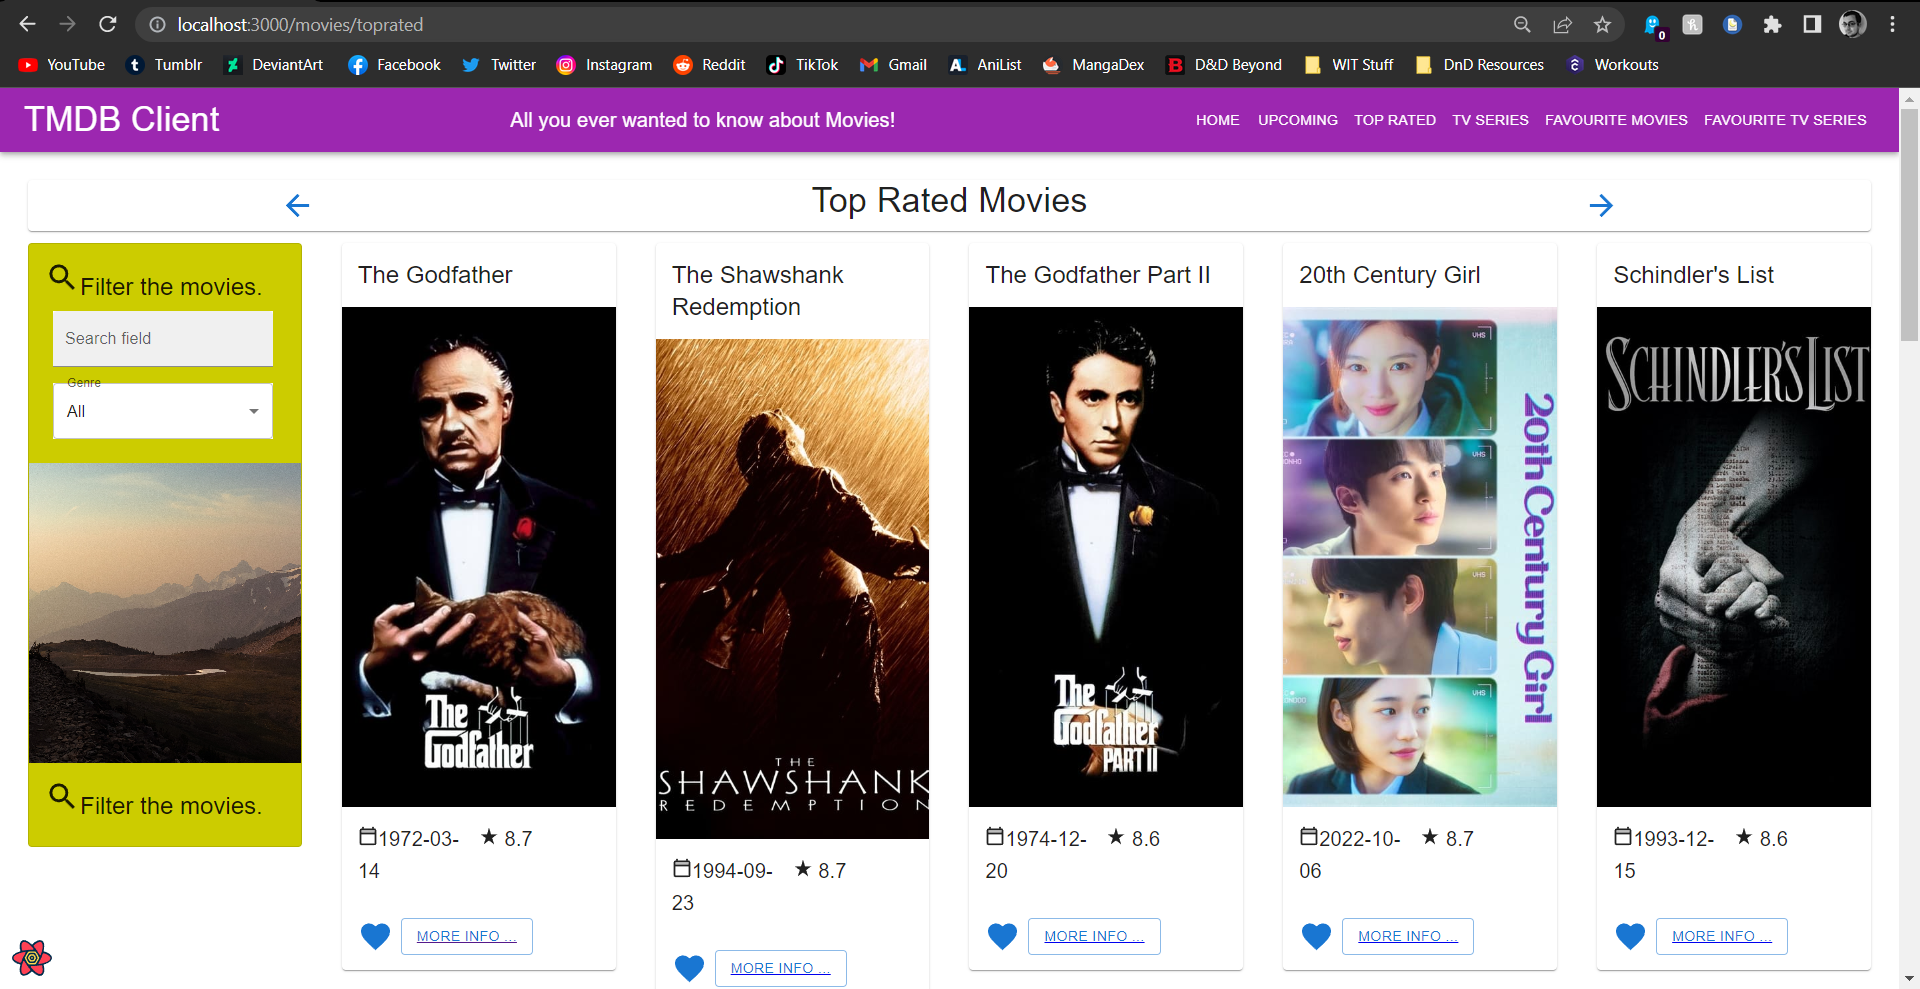 localhost:3000/movies/toprated
0
YouTube Tumblr DeviantArt Facebook Twitter Instagram Reddit TikTok Gmail AniList MangaDex D&D Beyond WIT Stuff DnD Resources Workouts
TMDB Client
All you ever wanted to know about Movies!
HOME UPCOMING TOP RATED TV SERIES FAVOURITE MOVIES FAVOURITE TV SERIES
Top Rated Movies
Filter the movies.
Search field
Genre
All
Filter the movies.
The Godfather
The
Godfather
1972-03-14 ★ 8.7
MORE INFO ...
The Shawshank
Redemption
THE
SHAWSHANK
REDEMPTION
1994-09-23 ★ 8.7
MORE INFO ...
The Godfather Part II
The
Godfather
PART II
1974-12-20 ★ 8.6
MORE INFO ...
20th Century Girl
VHS
VHS
VHS
VHS
20th Century Girl
2022-10-06 ★ 8.7
MORE INFO ...
Schindler's List
SCHINDLER'S LIST
1993-12-15 ★ 8.6
MORE INFO ...